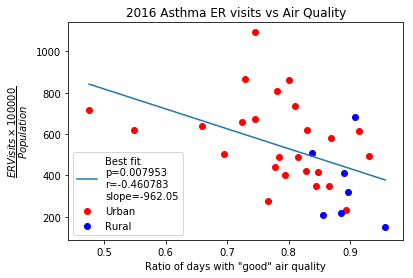 2016 Asthma ER visits vs Air Quality
ERVisits × 100000
Population
1000
800
600
400
200
Best fit
p=0.007953
r=-0.460783
slope=-962.05
Urban
Rural
0.5 0.6 0.7 0.8 0.9
Ratio of days with "good" air quality